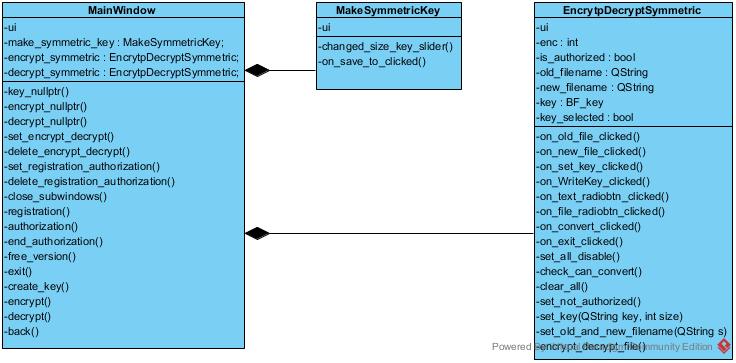 MainWindow
-ui
-make_symmetric_key : MakeSymmetricKey;
-encrypt_symmetric : EncrytpDecryptSymmetric;
-decrypt_symmetric : EncrytpDecryptSymmetric;
-key_nullptr()
-encrypt_nullptr()
-decrypt_nullptr()
-set_encrypt_decrypt()
-delete_encrypt_decrypt()
-set_registration_authorization()
-delete_registration_authorization()
-close_subwindows()
-registration()
-authorization()
-end_authorization()
-free_version()
-exit()
-create_key()
-encrypt()
-decrypt()
-back()
MakeSymmetricKey
-ui
-changed_size_key_slider()
-on_save_to_clicked()
EncrytpDecryptSymmetric
-ui
-enc : int
-is_authorized : bool
-old_filename : QString
-new_filename : QString
-key : BF_key
-key_selected : bool
-on_old_file_clicked()
-on_new_file_clicked()
-on_set_key_clicked()
-on_WriteKey_clicked()
-on_text_radiobtn_clicked()
-on_file_radiobtn_clicked()
-on_convert_clicked()
-on_exit_clicked()
-set_all_disable()
-check_can_convert()
-clear_all()
-set_not_authorized()
-set_key(QString key, int size)
-set_old_and_new_filename(QString s)
-encrypt_decrypt_file()
Powered Community Edition